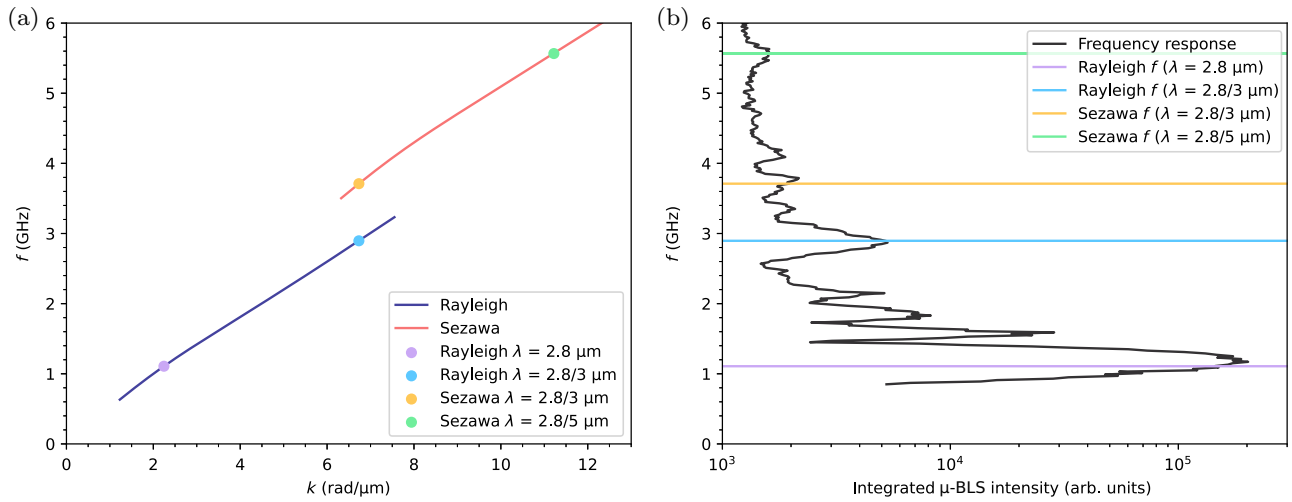 (a)
6
5
4
3
2
1
0
f (GHz)
0 2 4 6 8 10 12
k (rad/μm)
Rayleigh
Sezawa
Rayleigh λ = 2.8 μm
Rayleigh λ = 2.8/3 μm
Sezawa λ = 2.8/3 μm
Sezawa λ = 2.8/5 μm
(b)
6
5
4
3
2
1
0
f (GHz)
10³ 10⁴ 10⁵
Integrated μ-BLS intensity (arb. units)
Frequency response
Rayleigh f (λ = 2.8 μm)
Rayleigh f (λ = 2.8/3 μm)
Sezawa f (λ = 2.8/3 μm)
Sezawa f (λ = 2.8/5 μm)